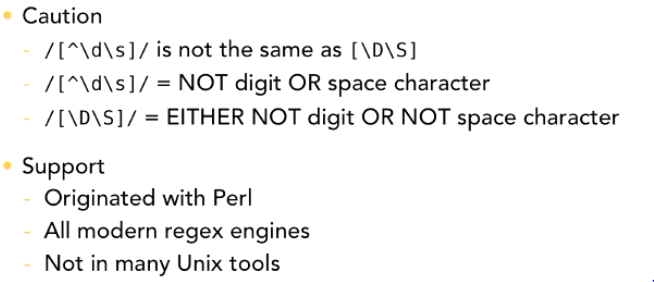 • Caution
- /[^\d\s]/ is not the same as [\D\S]
- /[^\d\s]/ = NOT digit OR space character
- /[\D\S]/ = EITHER NOT digit OR NOT space character
• Support
- Originated with Perl
- All modern regex engines
- Not in many Unix tools